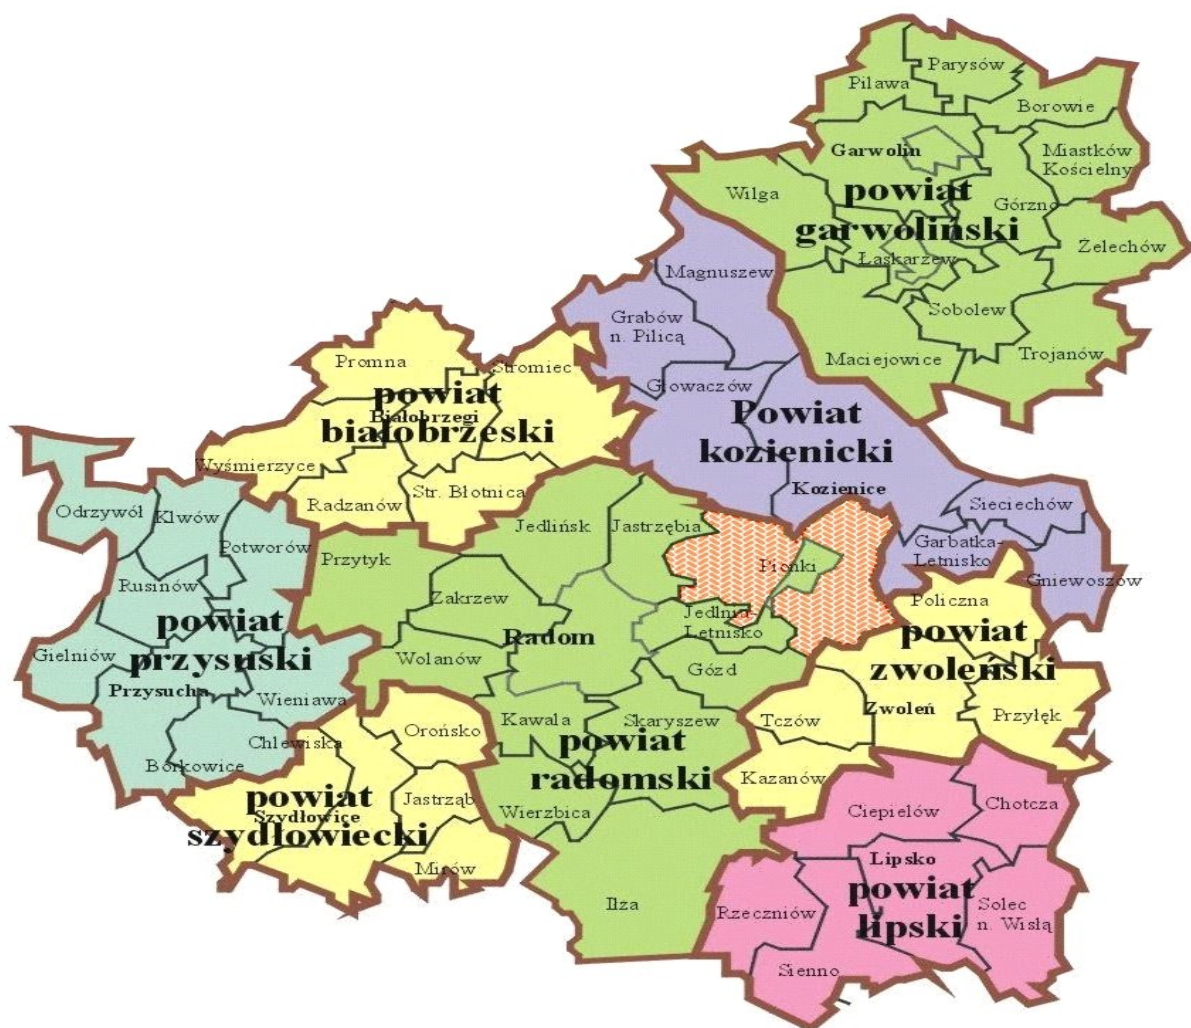 Parysów
Pilawa
Borowie
Garwolin
Miastków
Kościelny
Wilga
powiat
garwoliński
Górzno
Żelechów
Łaskarzew
Magnuszew
Sobolew
Grabów
n. Pilicą
Maciejowice
Trojanów
Promna
Stromiec
Głowaczów
powiat
Białobrzegi
białobrzeski
Powiat
kozienicki
Wyśmierzyce
Kozienice
Radzanów
Str. Błotnica
Sieciechów
Odrzywół
Klwów
Jedlińsk
Jastrzębia
Garbatka-
Letnisko
Potworów
Przytyk
Pionki
Gniewoszów
Rusinów
Zakrzew
Jedlnia-
Letnisko
Policzna
powiat
przysuski
Radom
powiat
zwoleński
Gielniów
Wolanów
Gózd
Przysucha
Wieniawa
Zwoleń
Przyłęk
Kawala
Skaryszew
Tczów
Orońsko
Chlewiska
powiat
radomski
Borkowice
Kazanów
powiat
Szydłowice
szydłowiecki
Jastrząb
Wierzbica
Ciepielów
Chotcza
Mirów
Lipsko
powiat
lipski
Iłża
Rzeczniów
Solec
n. Wisłą
Sienno